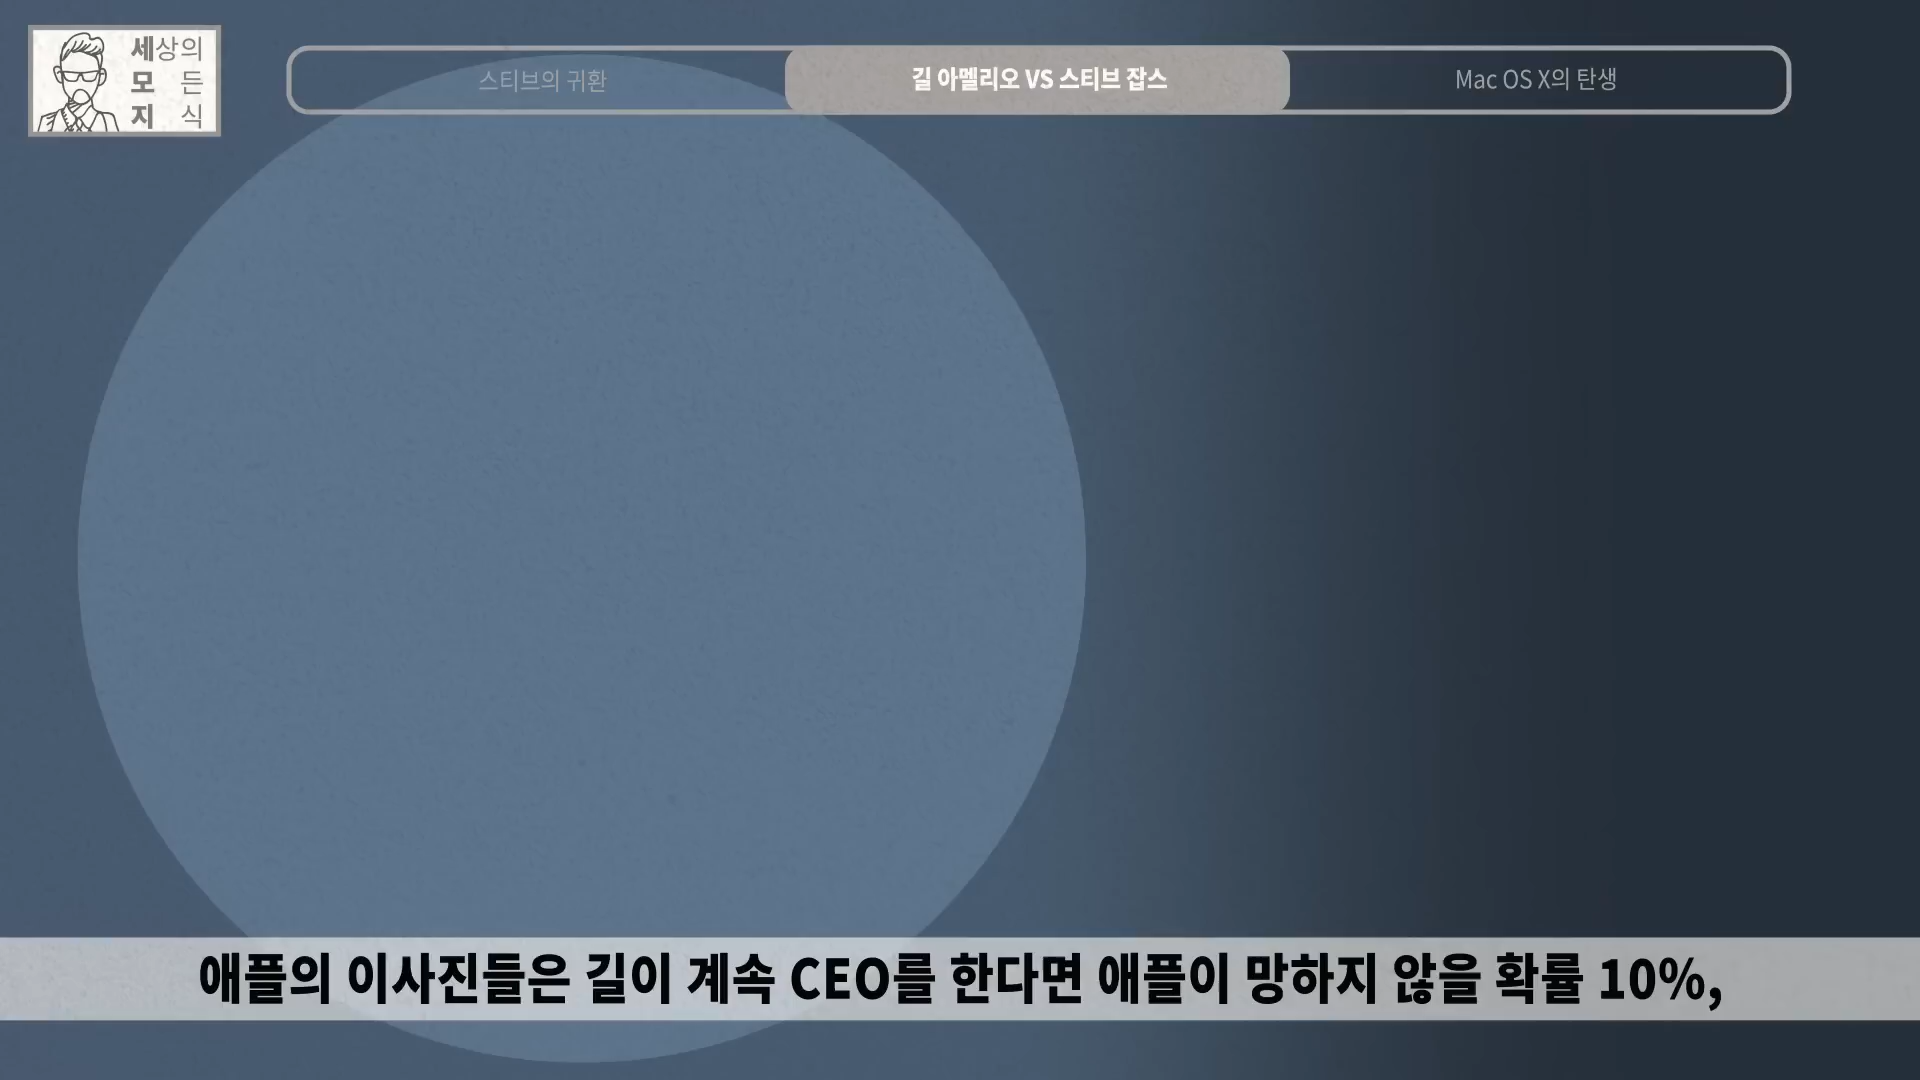 세상의
모든
지식
스티브의 귀환
길 아멜리오 VS 스티브 잡스
Mac OS X의 탄생
애플의 이사진들은 길이 계속 CEO를 한다면 애플이 망하지 않을 확률 10%,